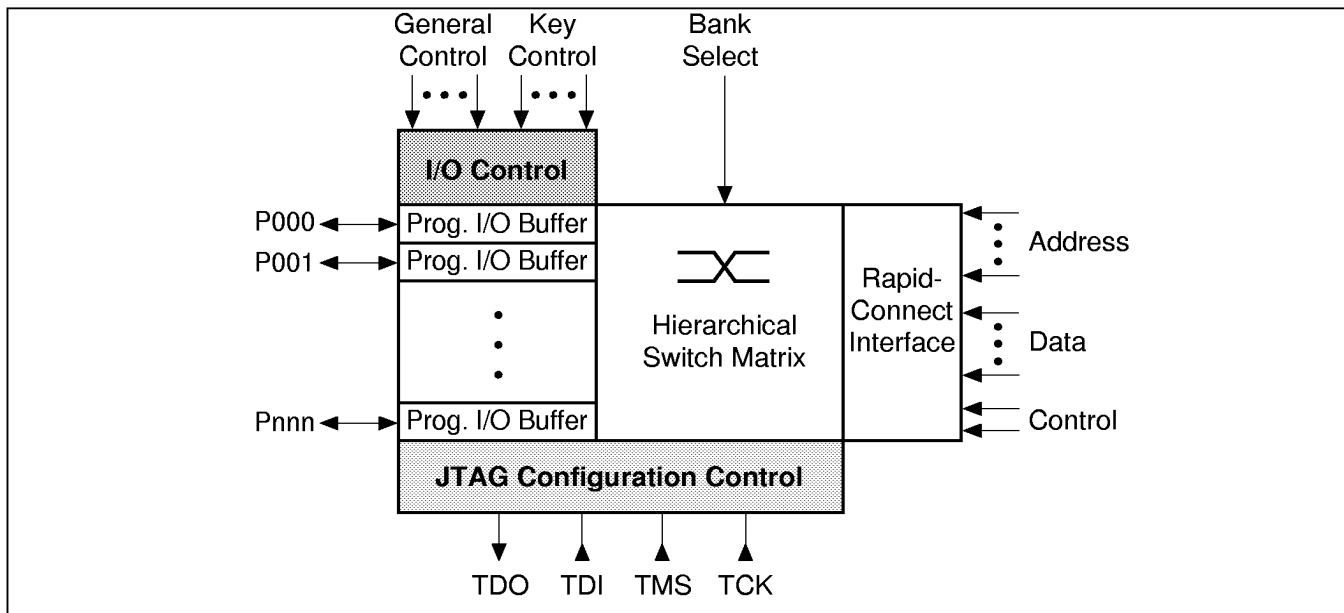 General
Control
Key
Control
Bank
Select
I/O Control
P000
Prog. I/O Buffer
P001
Prog. I/O Buffer
Pnnn
Prog. I/O Buffer
Hierarchical
Switch Matrix
Rapid-
Connect
Interface
Address
Data
Control
JTAG Configuration Control
TDO
TDI
TMS
TCK